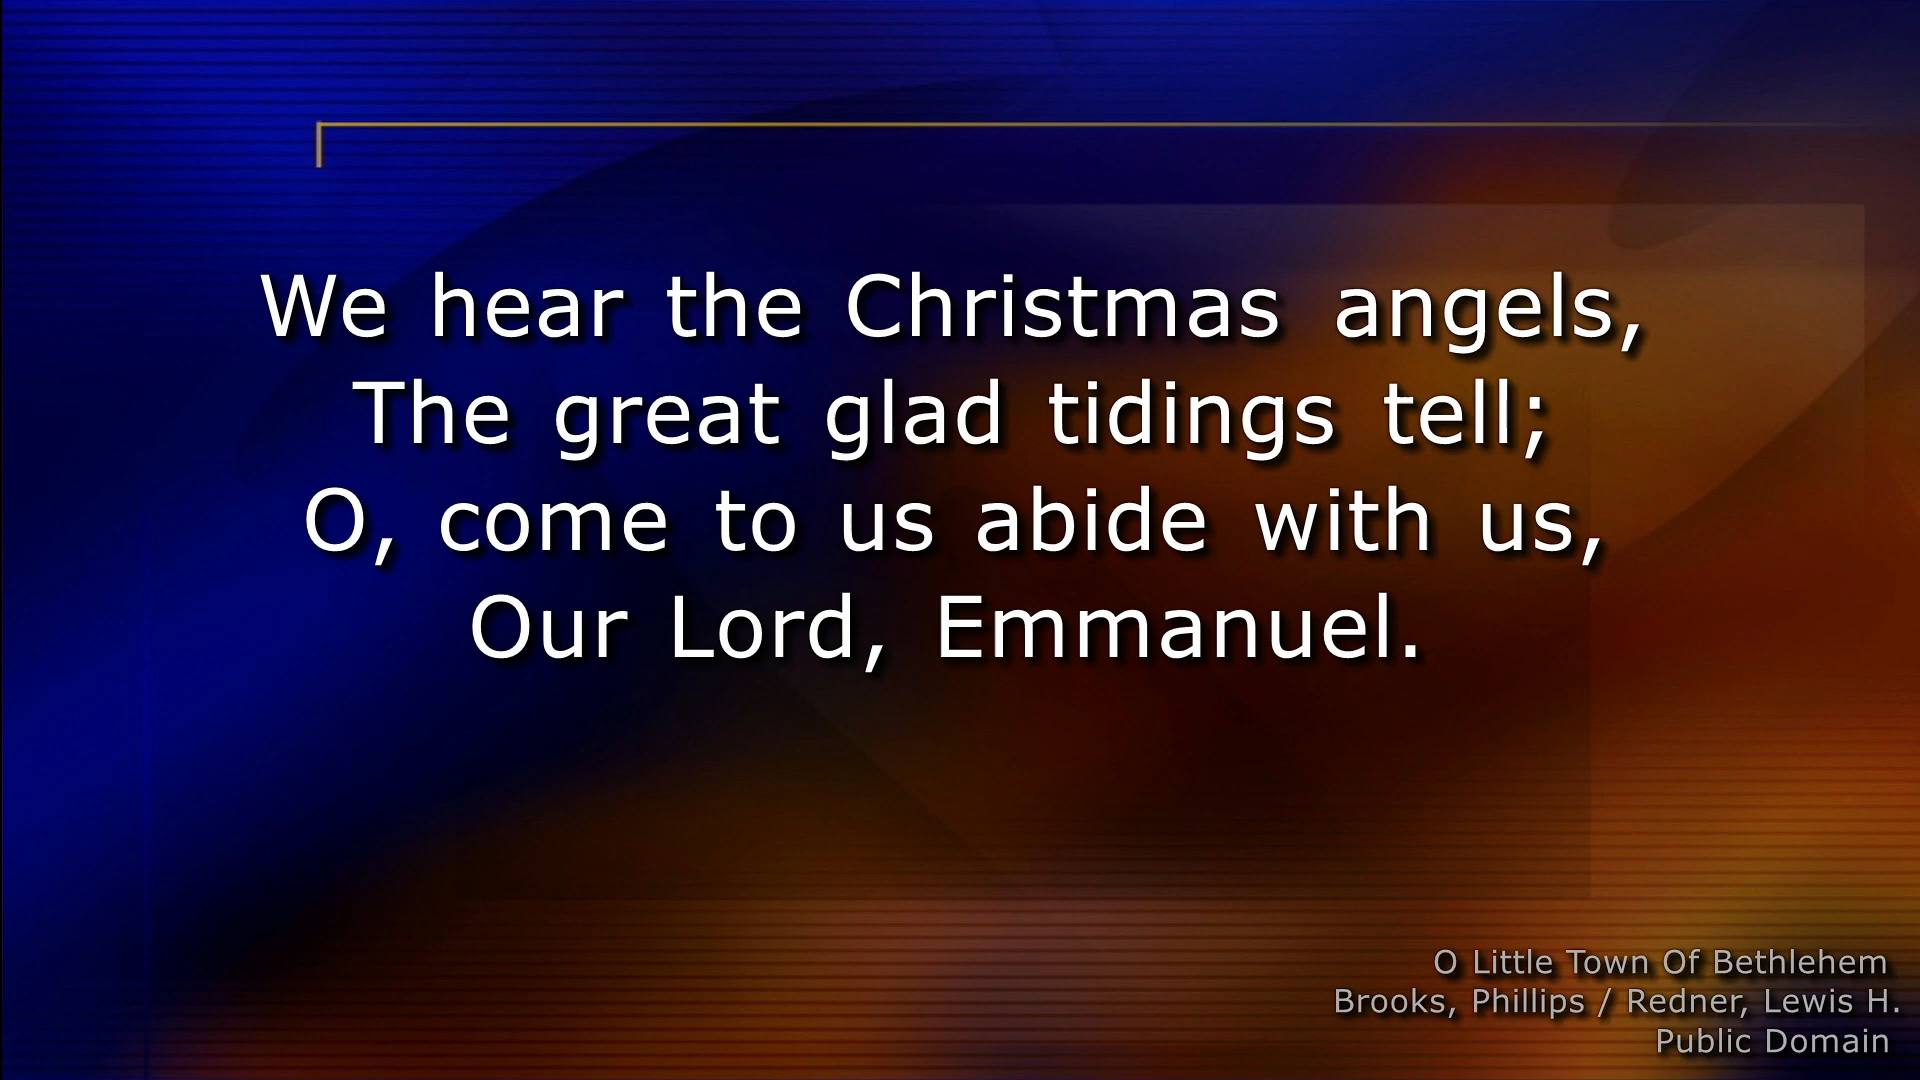 We hear the Christmas angels,
The great glad tidings tell;
O, come to us abide with us,
Our Lord, Emmanuel.
O Little Town Of Bethlehem
Brooks, Phillips / Redner, Lewis H.
Public Domain